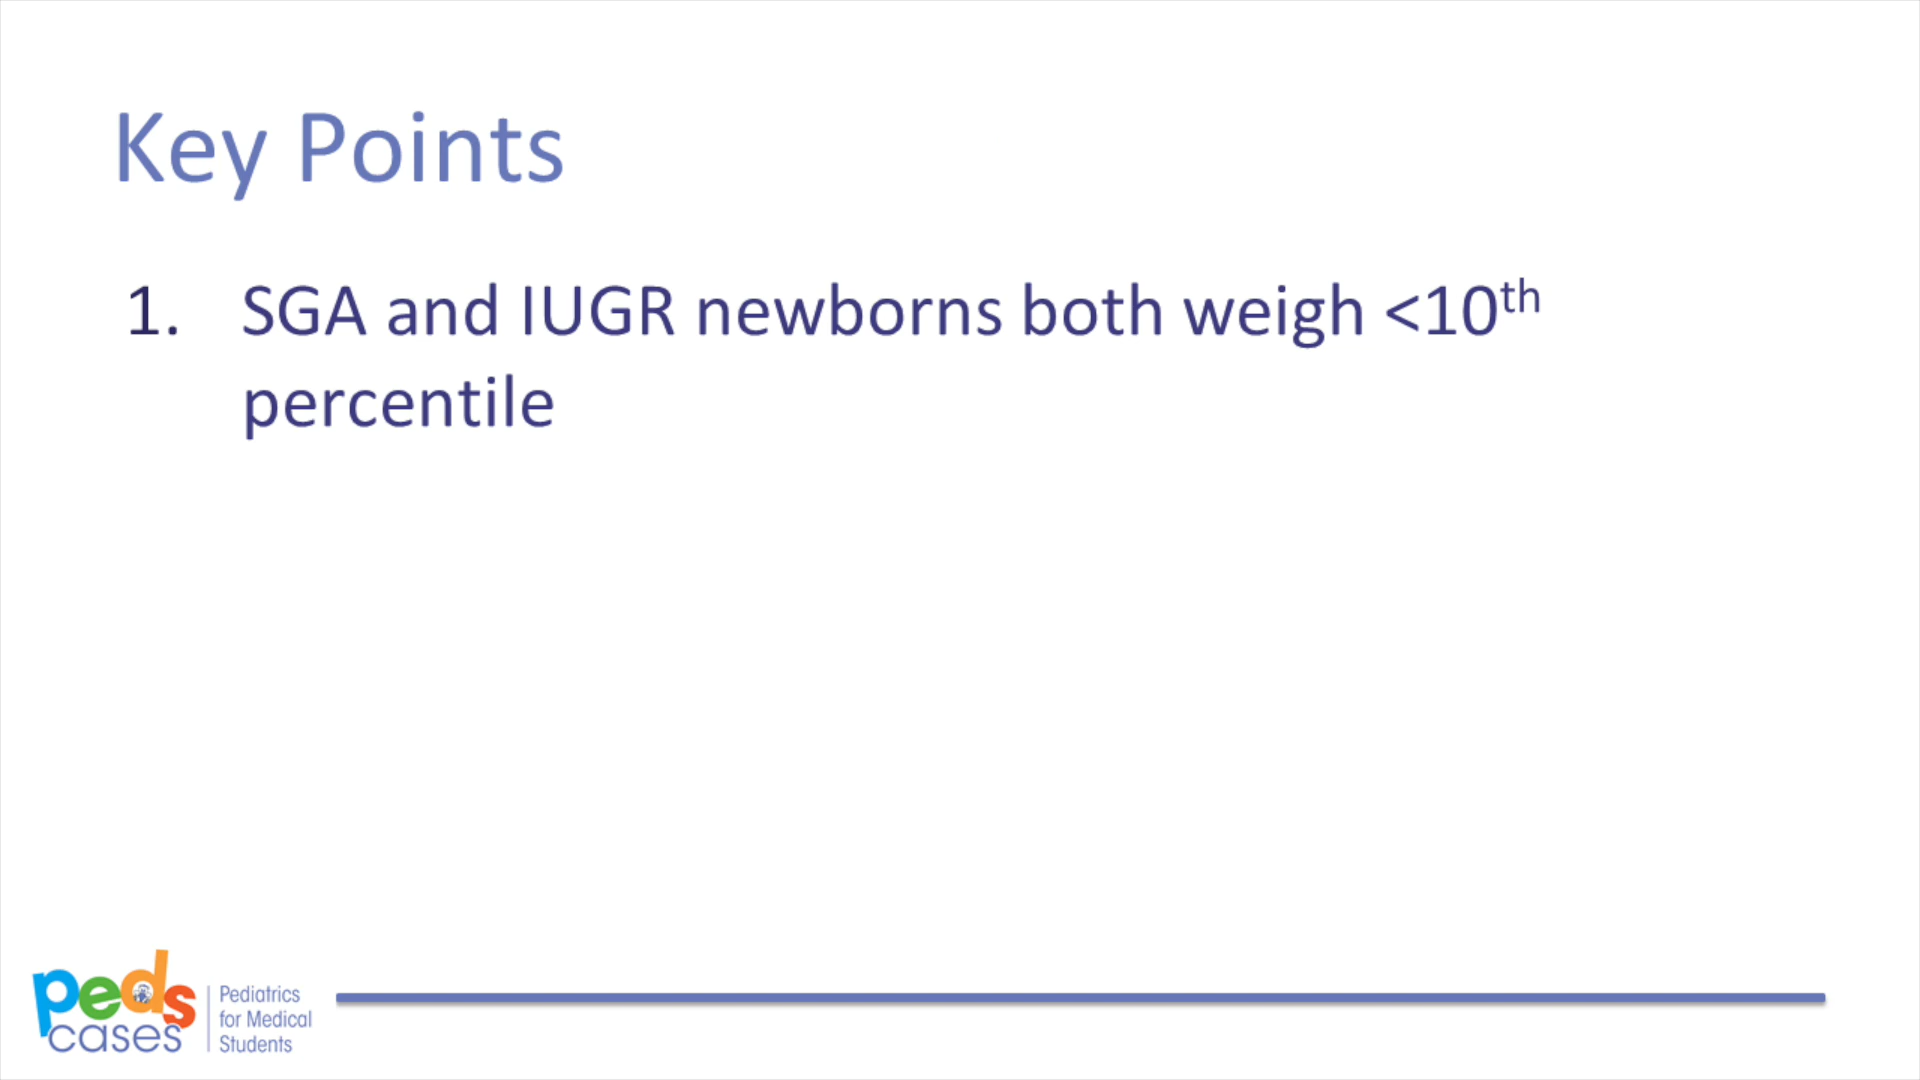 Key Points
1. SGA and IUGR newborns both weigh <10th
percentile
peds
cases
Pediatrics
for Medical
Students